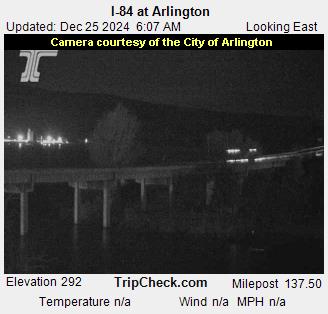 I-84 at Arlington
Updated: Dec 25 2024 6:07 AM Looking East
Camera courtesy of the City of Arlington
Elevation 292 TripCheck.com Milepost 137.50
Temperature n/a Wind n/a MPH n/a